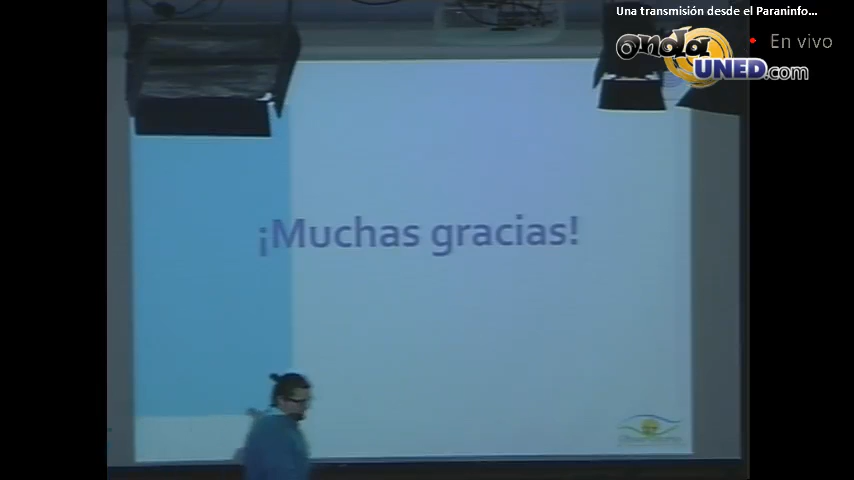 Una transmisión desde el Paraninfo...
onda
UNED.com
En vivo
¡Muchas gracias!